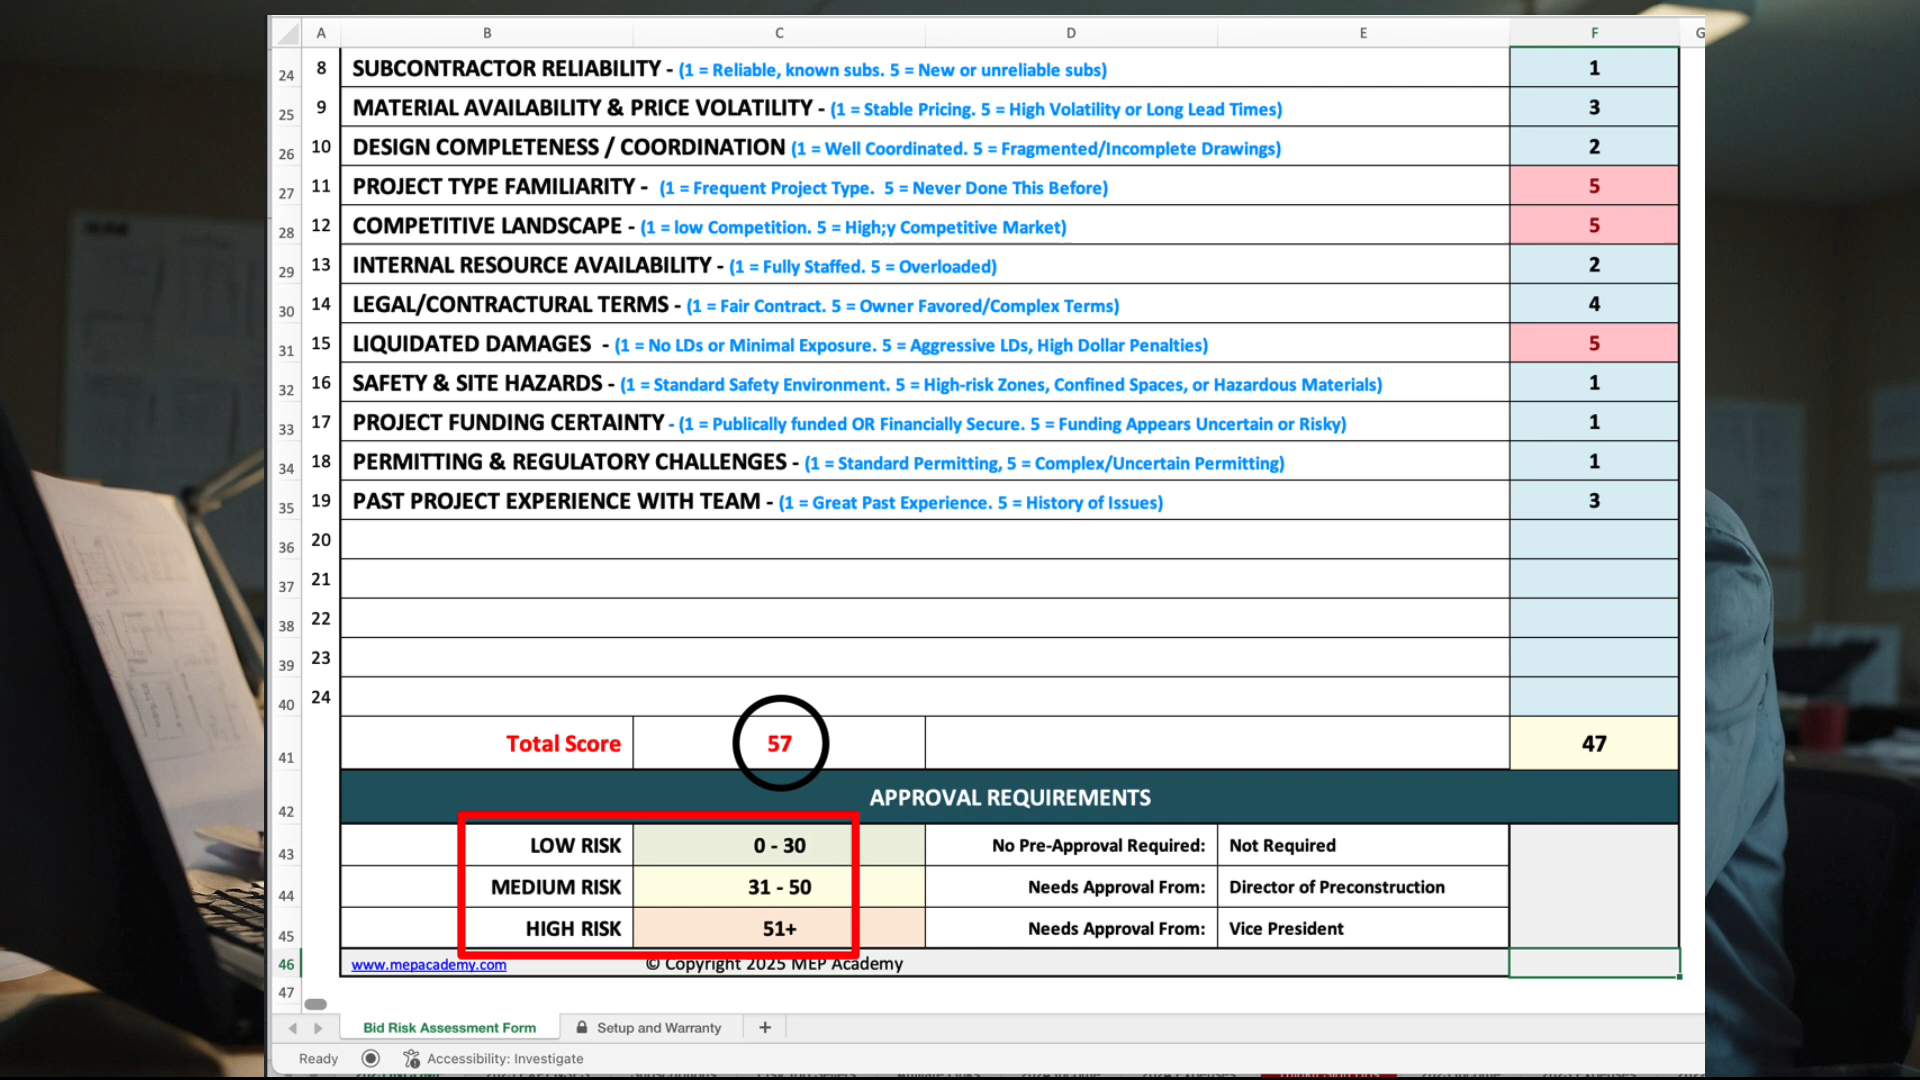 A B C D E F G
24 8 SUBCONTRACTOR RELIABILITY - (1 = Reliable, known subs. 5 = New or unreliable subs) 1
25 9 MATERIAL AVAILABILITY & PRICE VOLATILITY - (1 = Stable Pricing. 5 = High Volatility or Long Lead Times) 3
26 10 DESIGN COMPLETENESS / COORDINATION (1 = Well Coordinated. 5 = Fragmented/Incomplete Drawings) 2
27 11 PROJECT TYPE FAMILIARITY - (1 = Frequent Project Type. 5 = Never Done This Before) 5
28 12 COMPETITIVE LANDSCAPE - (1 = low Competition. 5 = High;y Competitive Market) 5
29 13 INTERNAL RESOURCE AVAILABILITY - (1 = Fully Staffed. 5 = Overloaded) 2
30 14 LEGAL/CONTRACTURAL TERMS - (1 = Fair Contract. 5 = Owner Favored/Complex Terms) 4
31 15 LIQUIDATED DAMAGES - (1 = No LDs or Minimal Exposure. 5 = Aggressive LDs, High Dollar Penalties) 5
32 16 SAFETY & SITE HAZARDS - (1 = Standard Safety Environment. 5 = High-risk Zones, Confined Spaces, or Hazardous Materials) 1
33 17 PROJECT FUNDING CERTAINTY - (1 = Publically funded OR Financially Secure. 5 = Funding Appears Uncertain or Risky) 1
34 18 PERMITTING & REGULATORY CHALLENGES - (1 = Standard Permitting, 5 = Complex/Uncertain Permitting) 1
35 19 PAST PROJECT EXPERIENCE WITH TEAM - (1 = Great Past Experience. 5 = History of Issues) 3
36 20
37 21
38 22
39 23
40 24
41 Total Score 57 47
42 APPROVAL REQUIREMENTS
43 LOW RISK 0 - 30 No Pre-Approval Required: Not Required
44 MEDIUM RISK 31 - 50 Needs Approval From: Director of Preconstruction
45 HIGH RISK 51+ Needs Approval From: Vice President
46 www.mepacademy.com © Copyright 2025 MEP Academy
47
Bid Risk Assessment Form Setup and Warranty +
Ready Accessibility: Investigate